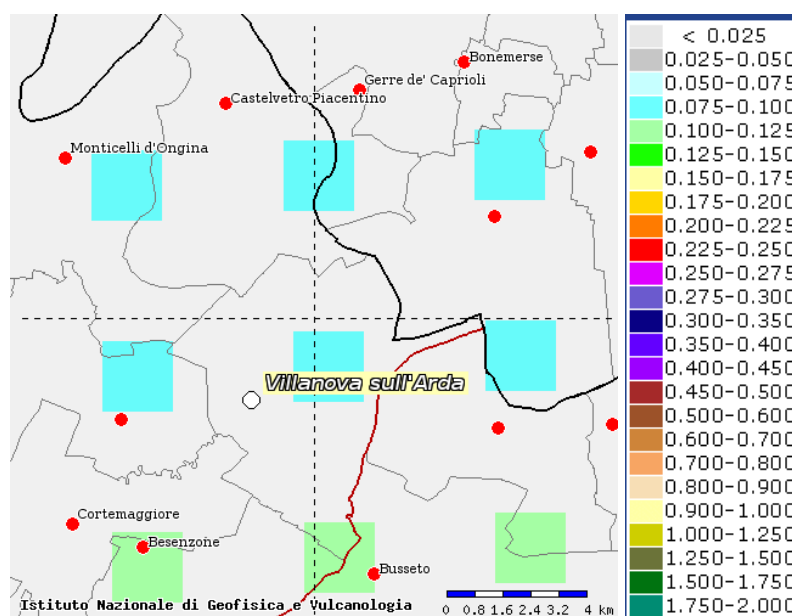 Bonemerse
Gerre de' Caprioli
Castelvetro Piacentino
Monticelli d'Ongina
Villanova sull'Arda
Cortemaggiore
Besenzone
Busseto
Istituto Nazionale di Geofisica e Vulcanologia
0 0.8 1.6 2.4 3.2 4 km
< 0.025
0.025-0.050
0.050-0.075
0.075-0.100
0.100-0.125
0.125-0.150
0.150-0.175
0.175-0.200
0.200-0.225
0.225-0.250
0.250-0.275
0.275-0.300
0.300-0.350
0.350-0.400
0.400-0.450
0.450-0.500
0.500-0.600
0.600-0.700
0.700-0.800
0.800-0.900
0.900-1.000
1.000-1.250
1.250-1.500
1.500-1.750
1.750-2.000